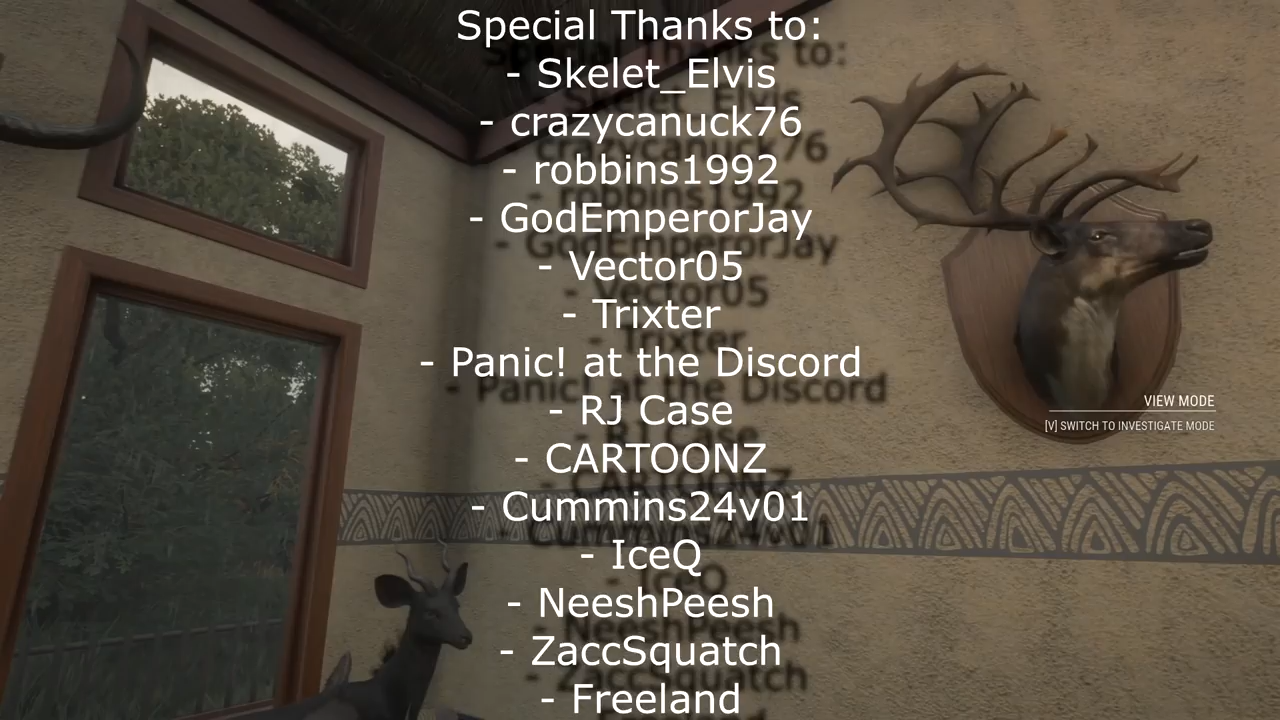 Special Thanks to:
- Skelet_Elvis
- crazycanuck76
- robbins1992
- GodEmperorJay
- Vector05
- Trixter
- Panic! at the Discord
- RJ Case
- CARTOONZ
- Cummins24v01
- IceQ
- NeeshPeesh
- ZaccSquatch
- Freeland
VIEW MODE
[V] SWITCH TO INVESTIGATE MODE